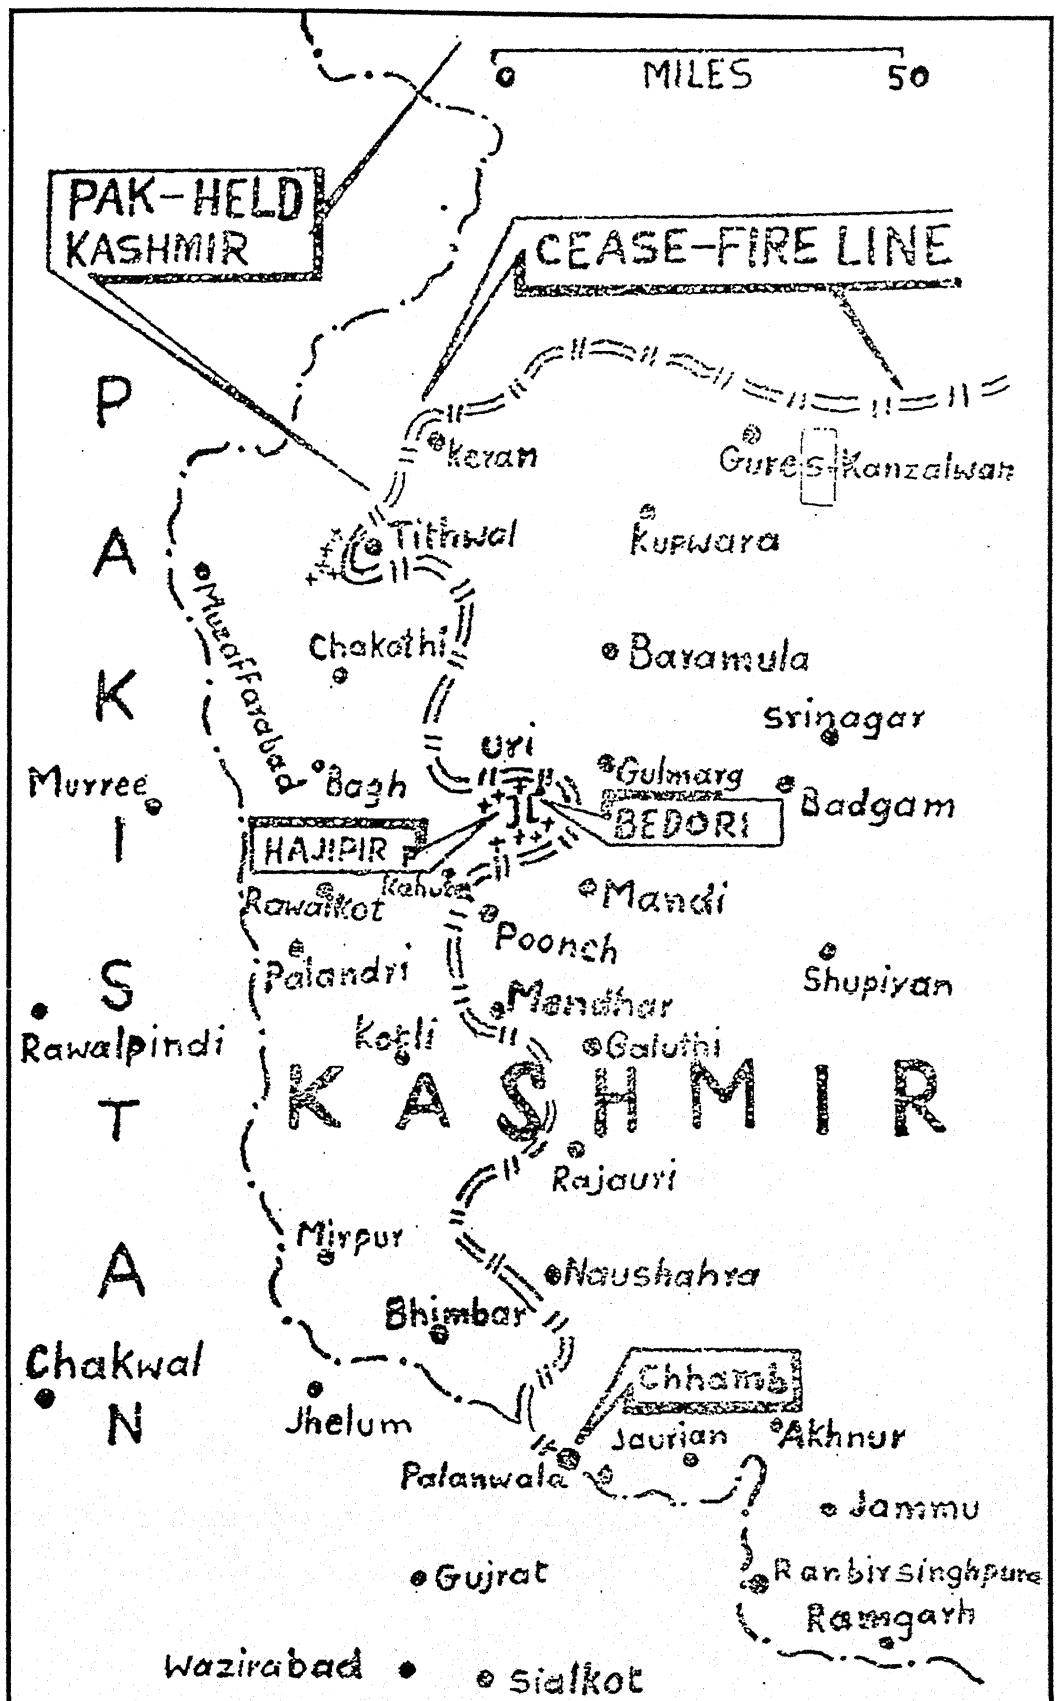 0 MILES 50
PAK-HELD
KASHMIR
CEASE-FIRE LINE
PAKISTAN
Keran
Gures-Kanzalwan
Tithwal
Kupwara
Muzaffarabad
Chakothi
Baramula
Srinagar
Uri
Murree
Bagh
Gulmarg
Badgam
BEDORI
HAJIPIR P
Kahuta
Rawalkot
Mandi
Poonch
Palandri
Shupiyan
Mendhar
Rawalpindi
Kotli
Galuthi
KASHMIR
Rajauri
Mirpur
Naushahra
Bhimbar
Chakwal
Chhamb
Jhelum
Jaurian
Akhnur
Palanwala
Jammu
Gujrat
Ranbirsinghpura
Ramgarh
Wazirabad
Sialkot